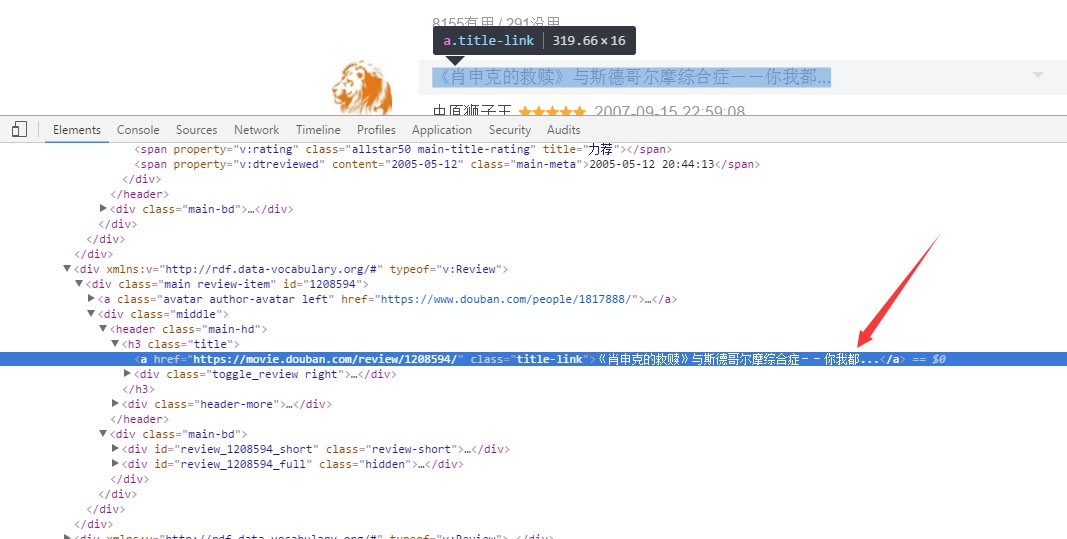 8155有用 / 291没用
a.title-link | 319.66×16
《肖申克的救赎》与斯德哥尔摩综合症——你我都...
中原狮子王 ★★★★★ 2007-09-15 22:59:08
Elements Console Sources Network Timeline Profiles Application Security Audits
<span property="v:rating" class="allstar50 main-title-rating" title="力荐"></span>
<span property="v:dtreviewed" content="2005-05-12" class="main-meta">2005-05-12 20:44:13</span>
</div>
</header>
▶<div class="main-bd">…</div>
</div>
</div>
</div>
▼<div xmlns:v="http://rdf.data-vocabulary.org/#" typeof="v:Review">
▼<div class="main review-item" id="1208594">
▶<a class="avatar author-avatar left" href="https://www.douban.com/people/1817888/">…</a>
▼<div class="middle">
▼<header class="main-hd">
▼<h3 class="title">
<a href="https://movie.douban.com/review/1208594/" class="title-link">《肖申克的救赎》与斯德哥尔摩综合症——你我都...</a> == $0
▶<div class="toggle_review right">…</div>
</h3>
▶<div class="header-more">…</div>
</header>
▼<div class="main-bd">
▶<div id="review_1208594_short" class="review-short">…</div>
▶<div id="review_1208594_full" class="hidden">…</div>
</div>
</div>
</div>
</div>
▶<div xmlns:v="http://rdf.data-vocabulary.org/#" typeof="v:Review">…</div>